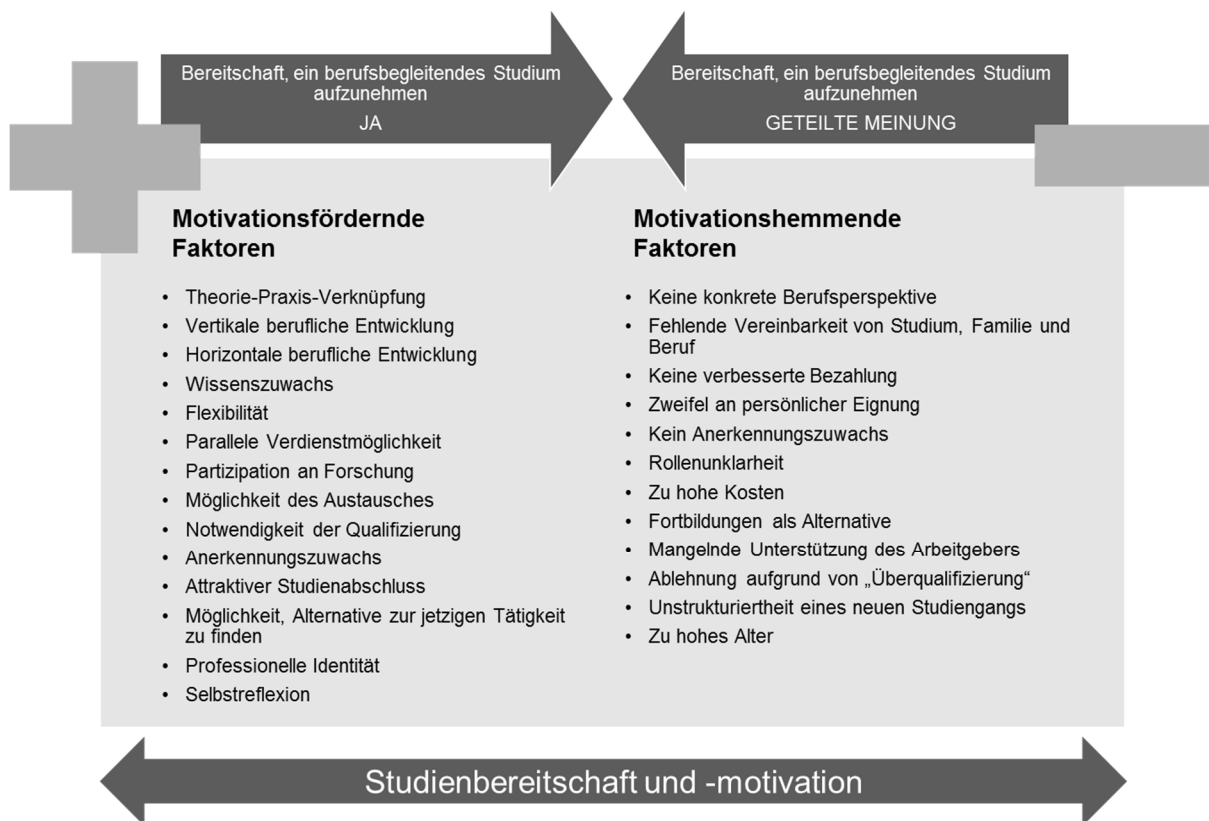 Bereitschaft, ein berufsbegleitendes Studium
aufzunehmen
JA
Bereitschaft, ein berufsbegleitendes Studium
aufzunehmen
GETEILTE MEINUNG
Motivationsfördernde
Faktoren
• Theorie-Praxis-Verknüpfung
• Vertikale berufliche Entwicklung
• Horizontale berufliche Entwicklung
• Wissenszuwachs
• Flexibilität
• Parallele Verdienstmöglichkeit
• Partizipation an Forschung
• Möglichkeit des Austausches
• Notwendigkeit der Qualifizierung
• Anerkennungszuwachs
• Attraktiver Studienabschluss
• Möglichkeit, Alternative zur jetzigen Tätigkeit
zu finden
• Professionelle Identität
• Selbstreflexion
Motivationshemmende
Faktoren
• Keine konkrete Berufsperspektive
• Fehlende Vereinbarkeit von Studium, Familie und
Beruf
• Keine verbesserte Bezahlung
• Zweifel an persönlicher Eignung
• Kein Anerkennungszuwachs
• Rollenunklarheit
• Zu hohe Kosten
• Fortbildungen als Alternative
• Mangelnde Unterstützung des Arbeitgebers
• Ablehnung aufgrund von „Überqualifizierung“
• Unstrukturiertheit eines neuen Studiengangs
• Zu hohes Alter
Studienbereitschaft und -motivation